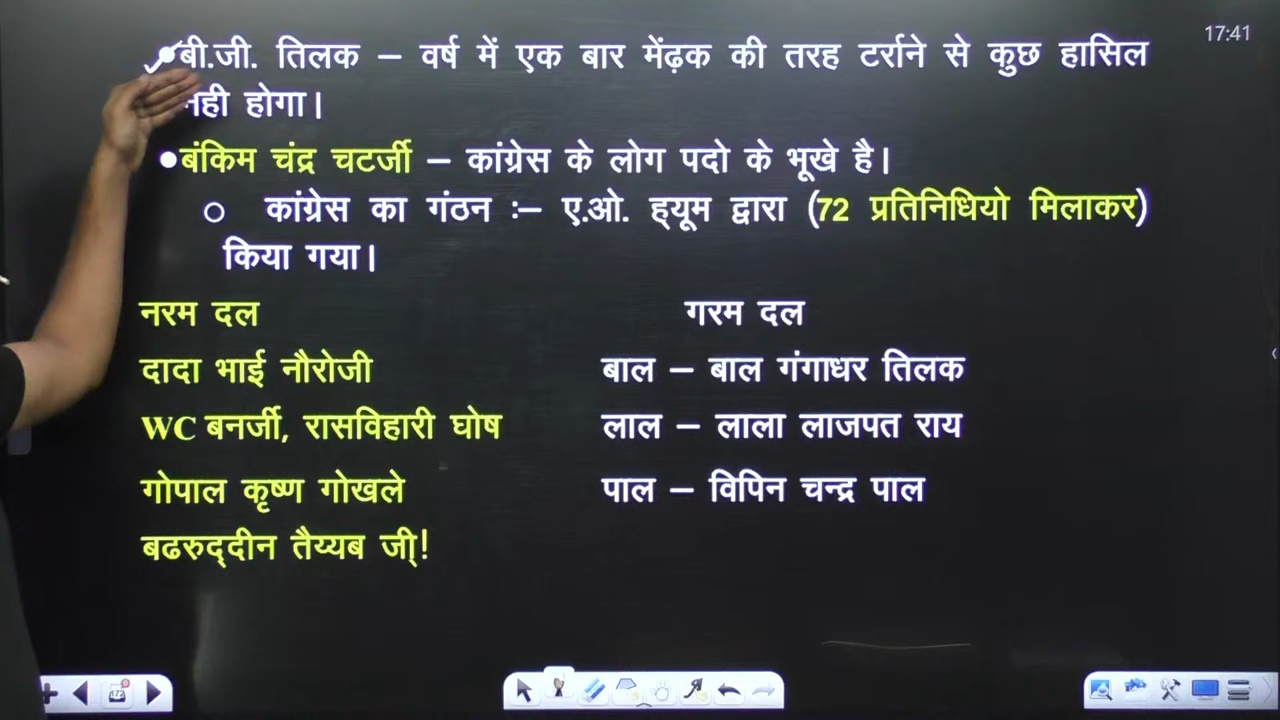 17:41
बी.जी. तिलक – वर्ष में एक बार मेंढ़क की तरह टर्राने से कुछ हासिल
नही होगा।
बंकिम चंद्र चटर्जी – कांग्रेस के लोग पदो के भूखे है।
कांग्रेस का गंठन :– ए.ओ. ह्यूम द्वारा (72 प्रतिनिधियो मिलाकर)
किया गया।
नरम दल गरम दल
दादा भाई नौरोजी बाल – बाल गंगाधर तिलक
WC बनर्जी, रासविहारी घोष लाल – लाला लाजपत राय
गोपाल कृष्ण गोखले पाल – विपिन चन्द्र पाल
बढरुद्दीन तैय्यब जी्!